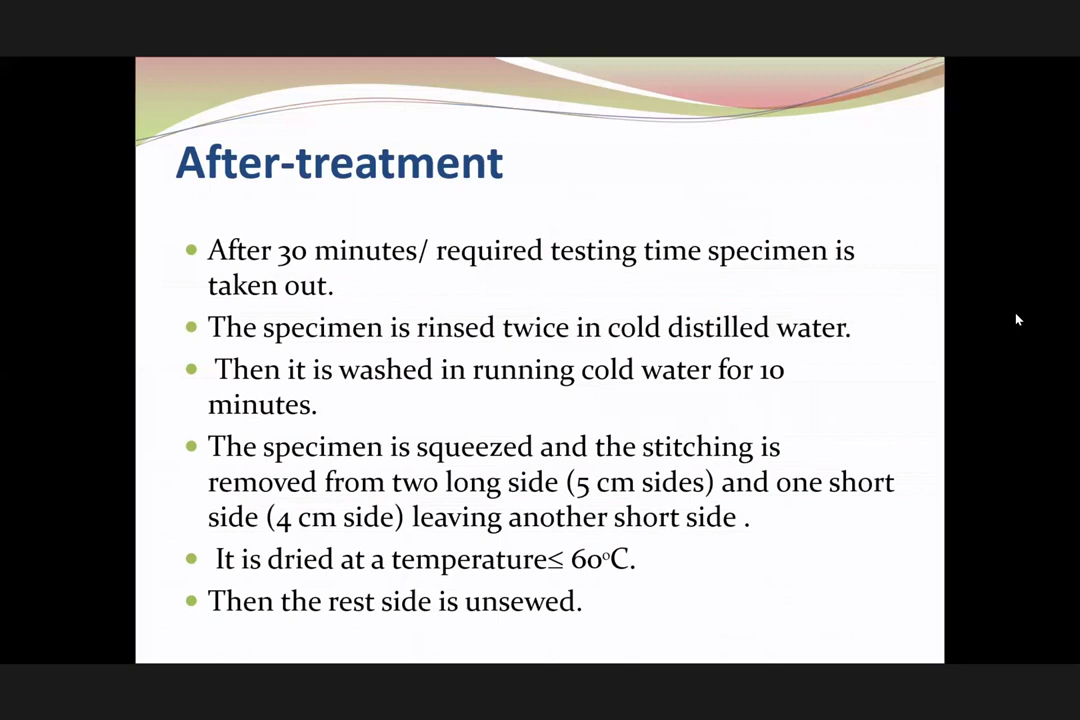 After-treatment
• After 30 minutes/ required testing time specimen is
taken out.
• The specimen is rinsed twice in cold distilled water.
• Then it is washed in running cold water for 10
minutes.
• The specimen is squeezed and the stitching is
removed from two long side (5 cm sides) and one short
side (4 cm side) leaving another short side .
• It is dried at a temperature≤ 60°C.
• Then the rest side is unsewed.